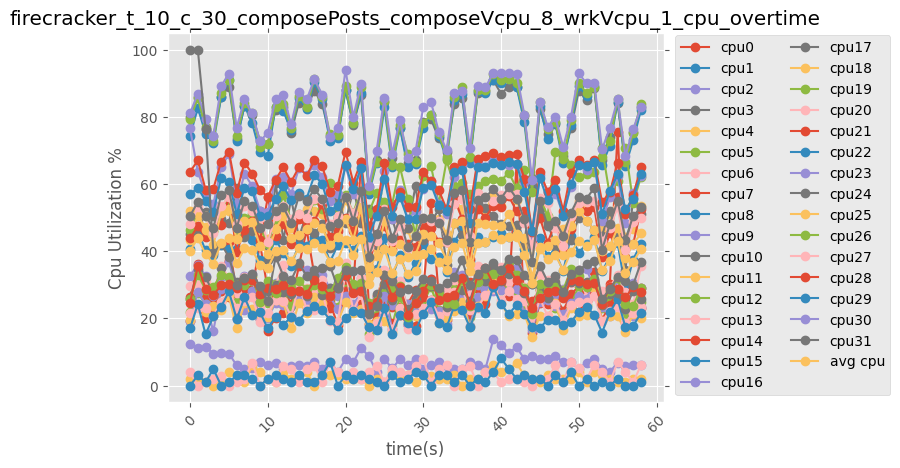 firecracker_t_10_c_30_composePosts_composeVcpu_8_wrkVcpu_1_cpu_overtime
Cpu Utilization %
100
80
60
40
20
0
0
10
20
30
40
50
60
time(s)
cpu0
cpu1
cpu2
cpu3
cpu4
cpu5
cpu6
cpu7
cpu8
cpu9
cpu10
cpu11
cpu12
cpu13
cpu14
cpu15
cpu16
cpu17
cpu18
cpu19
cpu20
cpu21
cpu22
cpu23
cpu24
cpu25
cpu26
cpu27
cpu28
cpu29
cpu30
cpu31
avg cpu